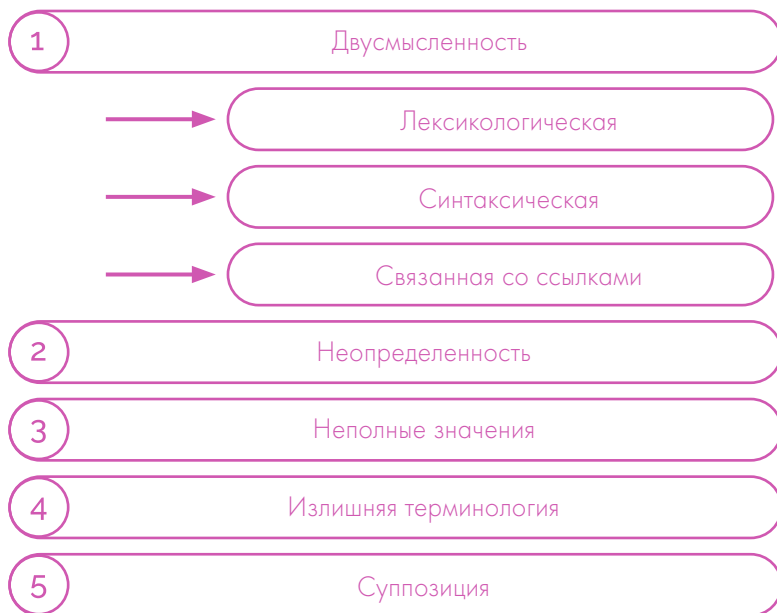 1 Двусмысленность
Лексикологическая
Синтаксическая
Связанная со ссылками
2 Неопределенность
3 Неполные значения
4 Излишняя терминология
5 Суппозиция